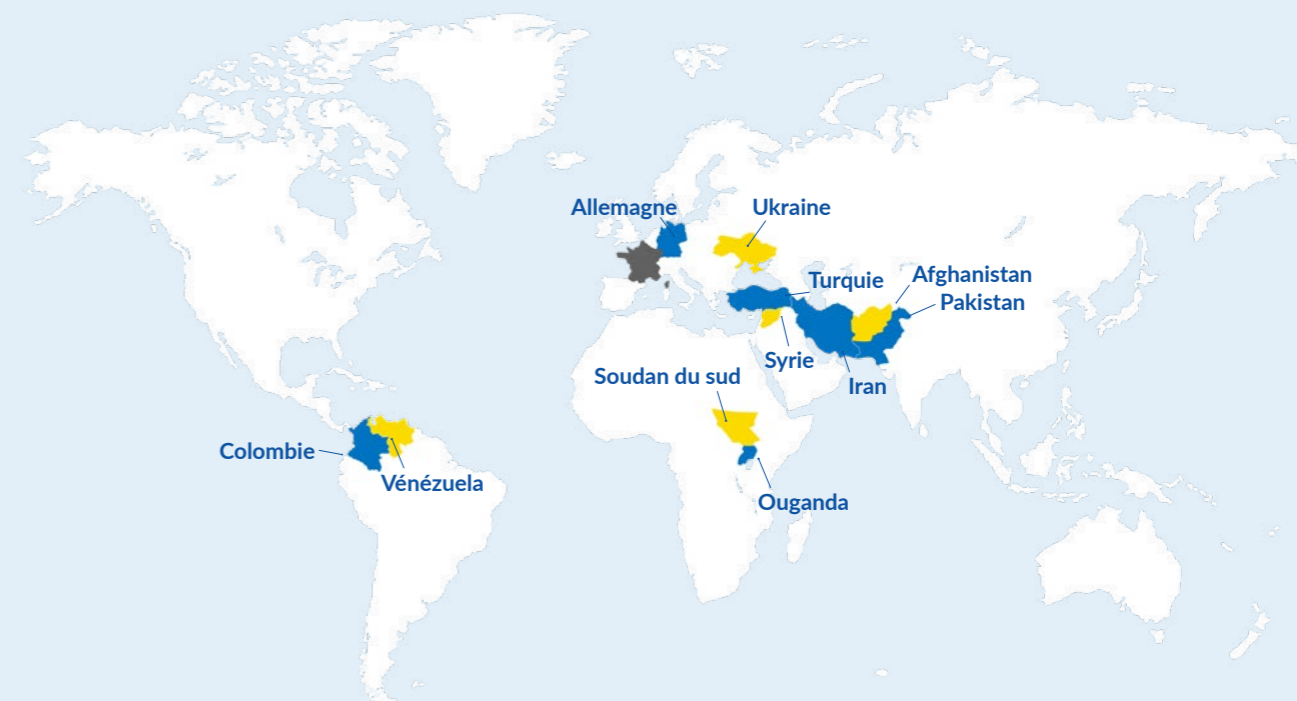 Allemagne
Ukraine
Turquie
Afghanistan
Pakistan
Syrie
Iran
Soudan du sud
Colombie
Vénézuela
Ouganda